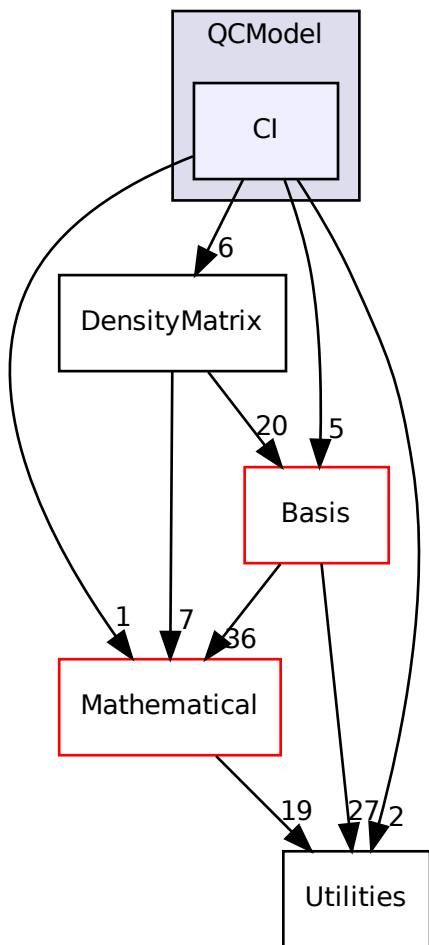 QCModel
CI
6
DensityMatrix
20
5
Basis
1
7
36
Mathematical
19
27
2
Utilities